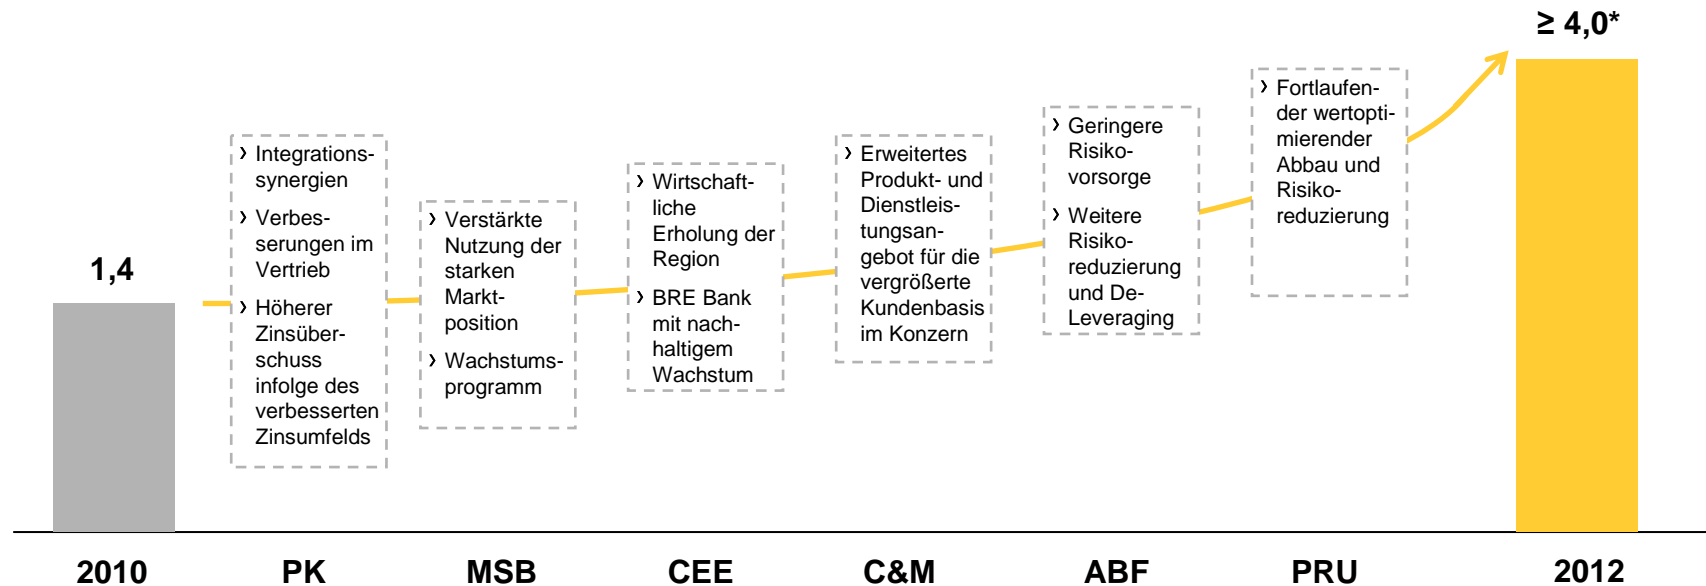 ≥ 4,0*
1,4
› Integrations-
synergien
› Verbes-
serungen im
Vertrieb
› Höherer
Zinsüber-
schuss
infolge des
verbesserten
Zinsumfelds
› Verstärkte
Nutzung der
starken
Markt-
position
› Wachstums-
programm
› Wirtschaft-
liche
Erholung der
Region
› BRE Bank
mit nach-
haltigem
Wachstum
› Erweitertes
Produkt- und
Dienstleis-
tungsan-
gebot für die
vergrößerte
Kundenbasis
im Konzern
› Geringere
Risiko-
vorsorge
› Weitere
Risiko-
reduzierung
und De-
Leveraging
› Fortlaufen-
der wertopti-
mierender
Abbau und
Risiko-
reduzierung
2010 PK MSB CEE C&M ABF PRU 2012